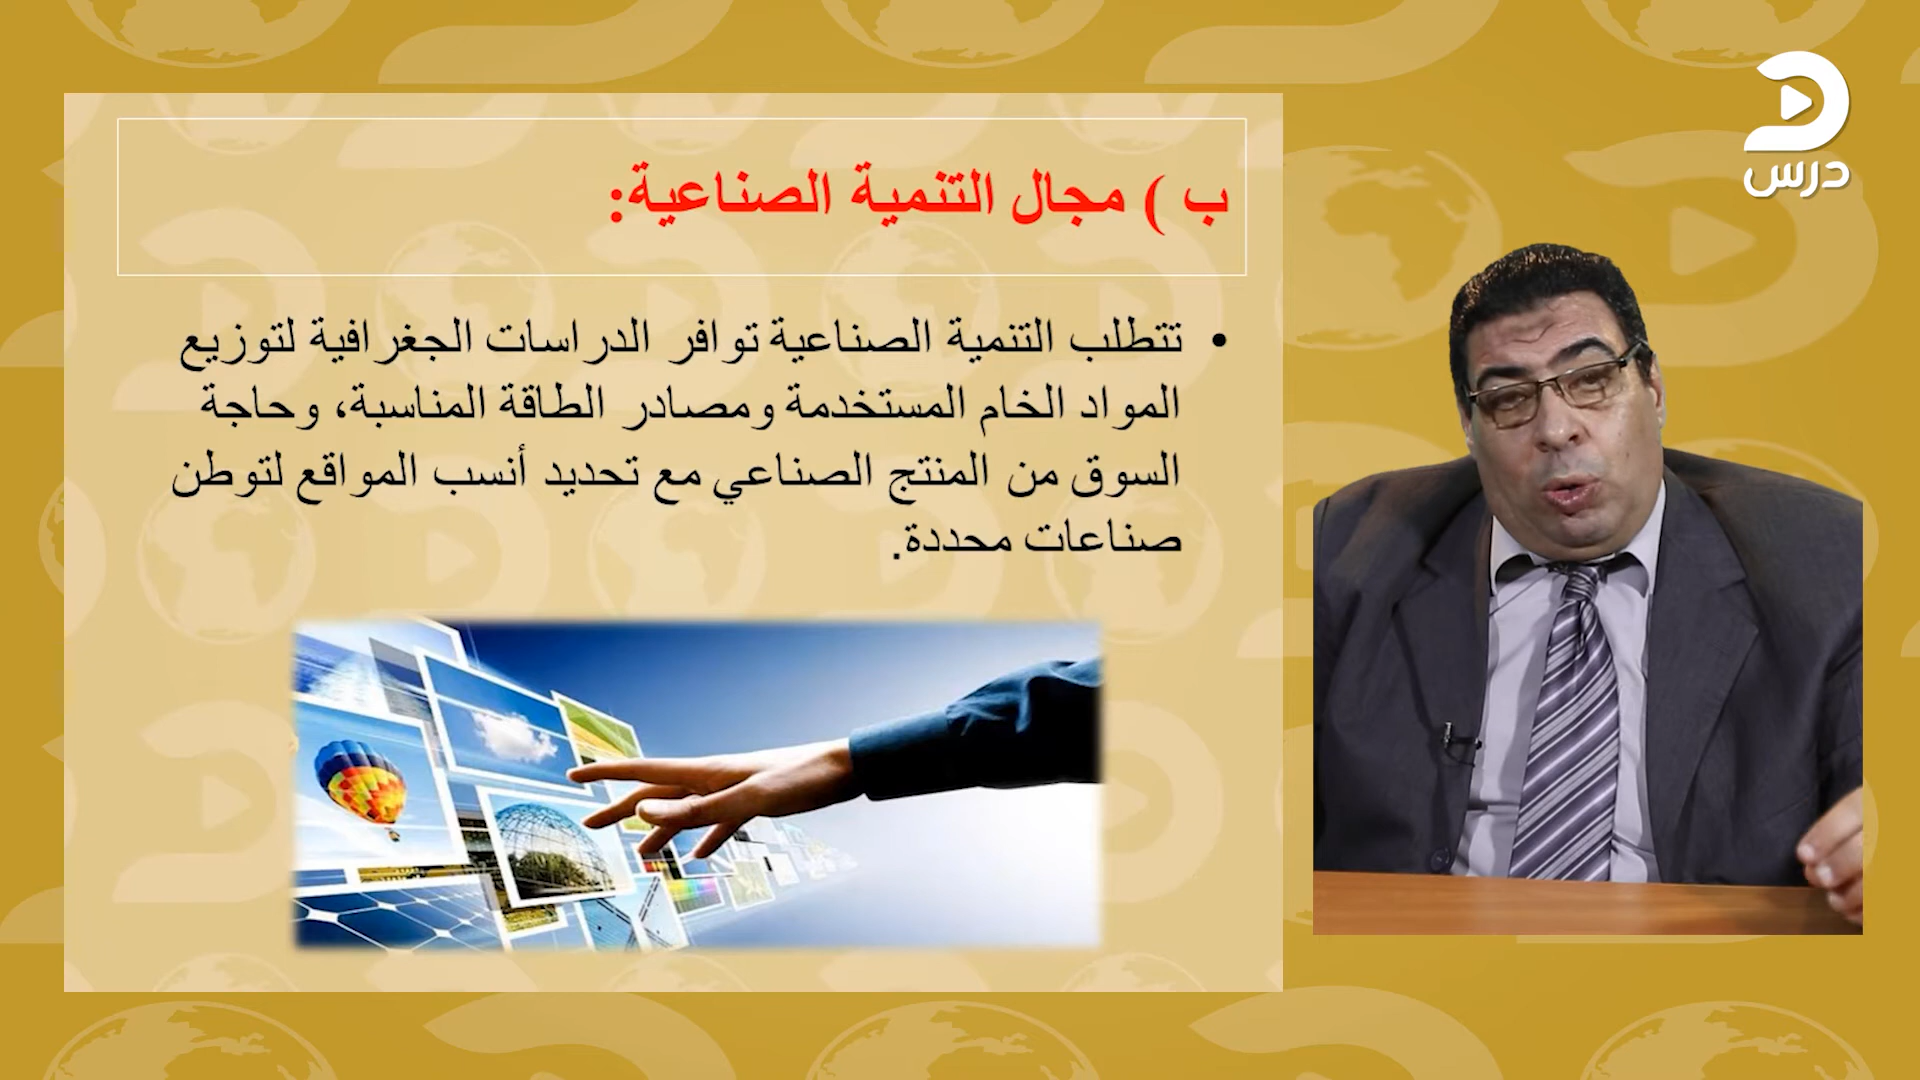 درس
ب ) مجال التنمية الصناعية:
• تتطلب التنمية الصناعية توافر الدراسات الجغرافية لتوزيع
المواد الخام المستخدمة ومصادر الطاقة المناسبة، وحاجة
السوق من المنتج الصناعي مع تحديد أنسب المواقع لتوطن
صناعات محددة.